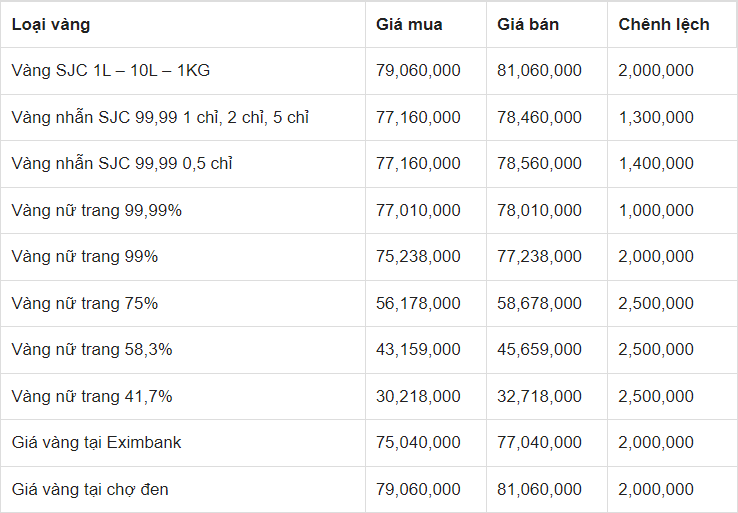 Loại vàng Giá mua Giá bán Chênh lệch
Vàng SJC 1L – 10L – 1KG 79,060,000 81,060,000 2,000,000
Vàng nhẫn SJC 99,99 1 chỉ, 2 chỉ, 5 chỉ 77,160,000 78,460,000 1,300,000
Vàng nhẫn SJC 99,99 0,5 chỉ 77,160,000 78,560,000 1,400,000
Vàng nữ trang 99,99% 77,010,000 78,010,000 1,000,000
Vàng nữ trang 99% 75,238,000 77,238,000 2,000,000
Vàng nữ trang 75% 56,178,000 58,678,000 2,500,000
Vàng nữ trang 58,3% 43,159,000 45,659,000 2,500,000
Vàng nữ trang 41,7% 30,218,000 32,718,000 2,500,000
Giá vàng tại Eximbank 75,040,000 77,040,000 2,000,000
Giá vàng tại chợ đen 79,060,000 81,060,000 2,000,000